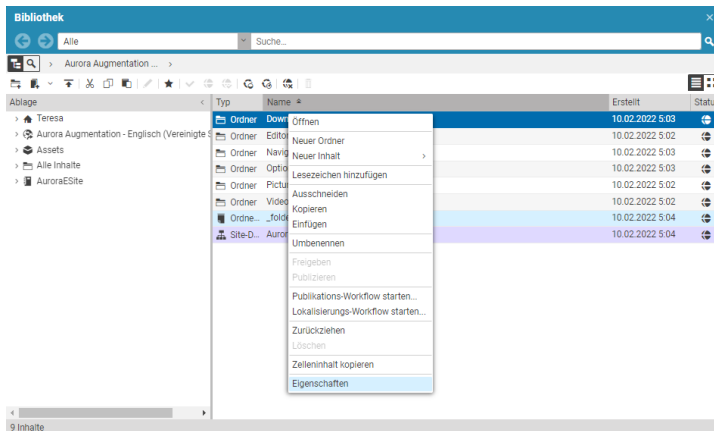 Bibliothek
Alle
Suche...
Aurora Augmentation ...
Ablage
Typ Name Erstellt Statu
Teresa
Aurora Augmentation - Englisch (Vereinigte S
Assets
Alle Inhalte
AuroraESite
Ordner Down 10.02.2022 5:03
Ordner Editor 10.02.2022 5:02
Ordner Navig 10.02.2022 5:03
Ordner Optio 10.02.2022 5:03
Ordner Pictu 10.02.2022 5:02
Ordner Video 10.02.2022 5:02
Ordne... _folde 10.02.2022 5:04
Site-D... Auror 10.02.2022 5:04
Öffnen
Neuer Ordner
Neuer Inhalt
Lesezeichen hinzufügen
Ausschneiden
Kopieren
Einfügen
Umbenennen
Freigeben
Publizieren
Publikations-Workflow starten...
Lokalisierungs-Workflow starten...
Zurückziehen
Löschen
Zelleninhalt kopieren
Eigenschaften
9 Inhalte